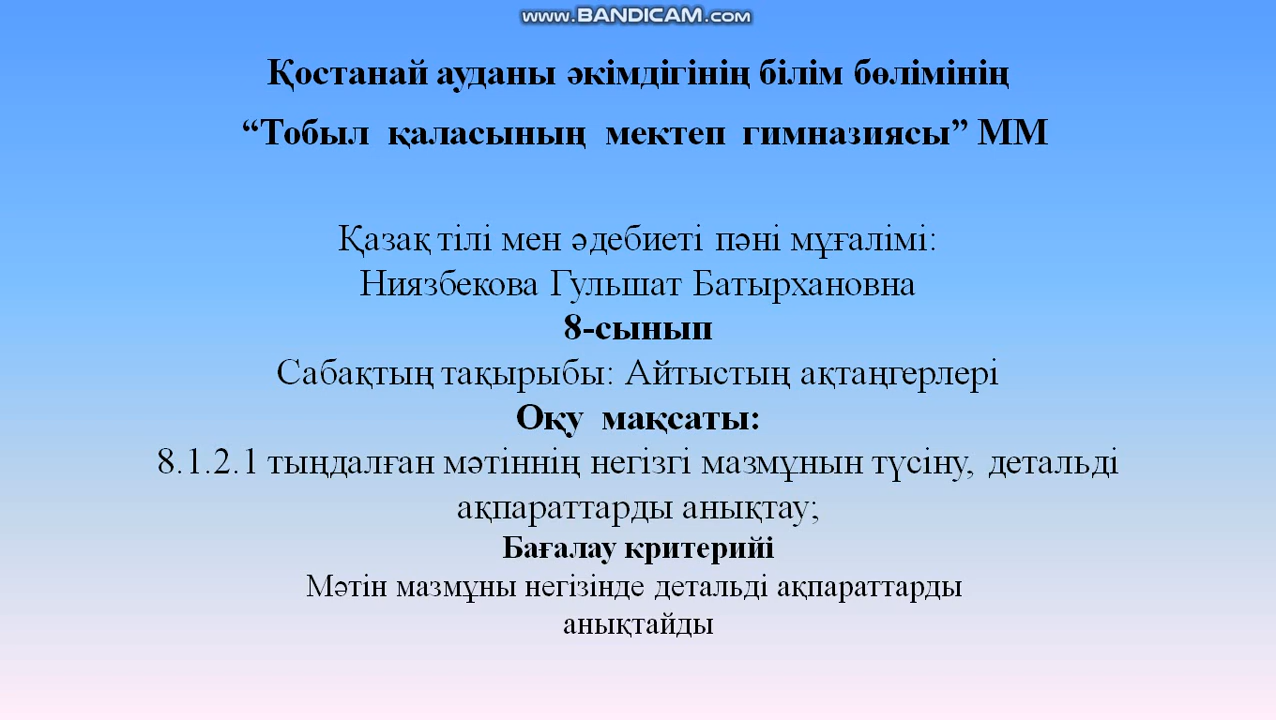 www.BANDICAM.com
Қостанай ауданы әкімдігінің білім бөлімінің
“Тобыл қаласының мектеп гимназиясы” ММ
Қазақ тілі мен әдебиеті пәні мұғалімі:
Ниязбекова Гульшат Батырхановна
8-сынып
Сабақтың тақырыбы: Айтыстың ақтаңгерлері
Оқу мақсаты:
8.1.2.1 тыңдалған мәтіннің негізгі мазмұнын түсіну, детальді
ақпараттарды анықтау;
Бағалау критерийі
Мәтін мазмұны негізінде детальді ақпараттарды
анықтайды